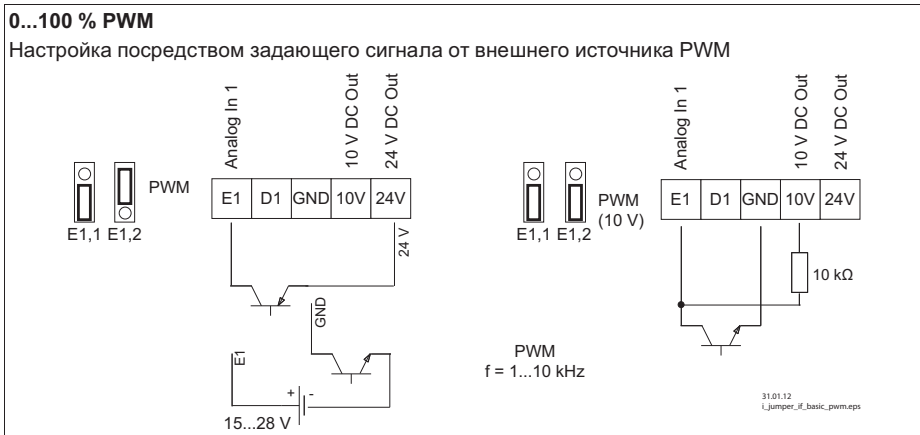 0...100 % PWM
Настройка посредством задающего сигнала от внешнего источника PWM
Analog In 1
10 V DC Out
24 V DC Out
PWM
E1 D1 GND 10V 24V
E1,1 E1,2
24 V
GND
E1
+ -
15...28 V
Analog In 1
10 V DC Out
24 V DC Out
PWM
(10 V)
E1 D1 GND 10V 24V
E1,1 E1,2
10 kΩ
PWM
f = 1...10 kHz
31.01.12
i_jumper_if_basic_pwm.eps